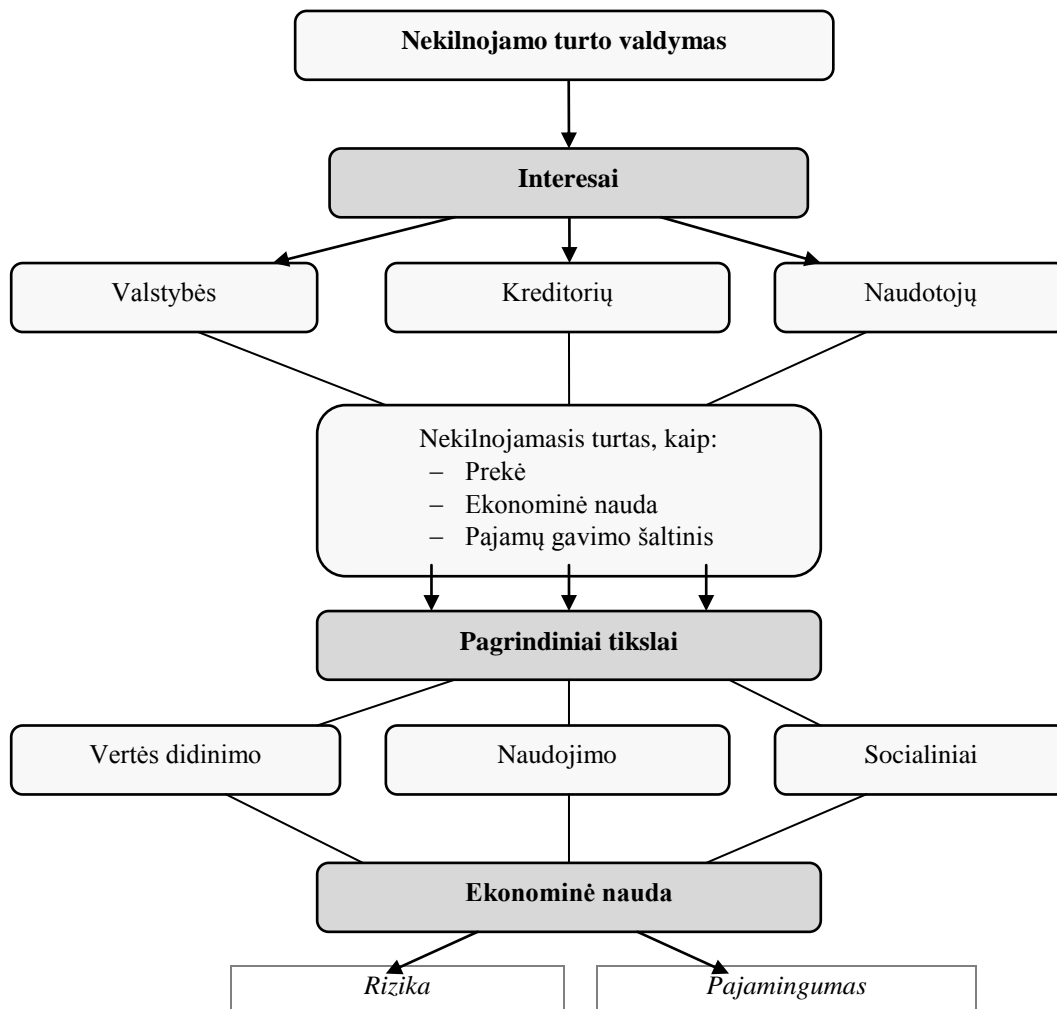 Nekilnojamo turto valdymas
Interesai
Valstybės
Kreditorių
Naudotojų
Nekilnojamasis turtas, kaip:
– Prekė
– Ekonominė nauda
– Pajamų gavimo šaltinis
Pagrindiniai tikslai
Vertės didinimo
Naudojimo
Socialiniai
Ekonominė nauda
Rizika
Pajamingumas